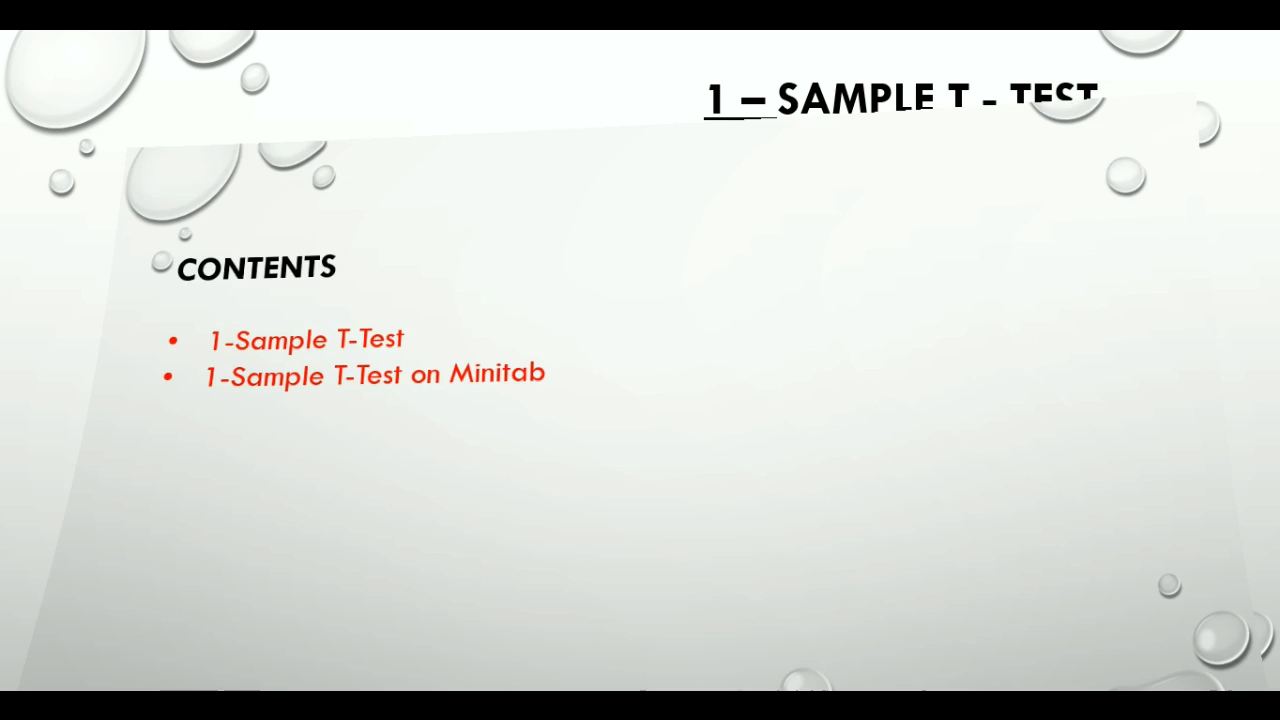 1 – SAMPLE T - TEST
CONTENTS
• 1-Sample T-Test
• 1-Sample T-Test on Minitab